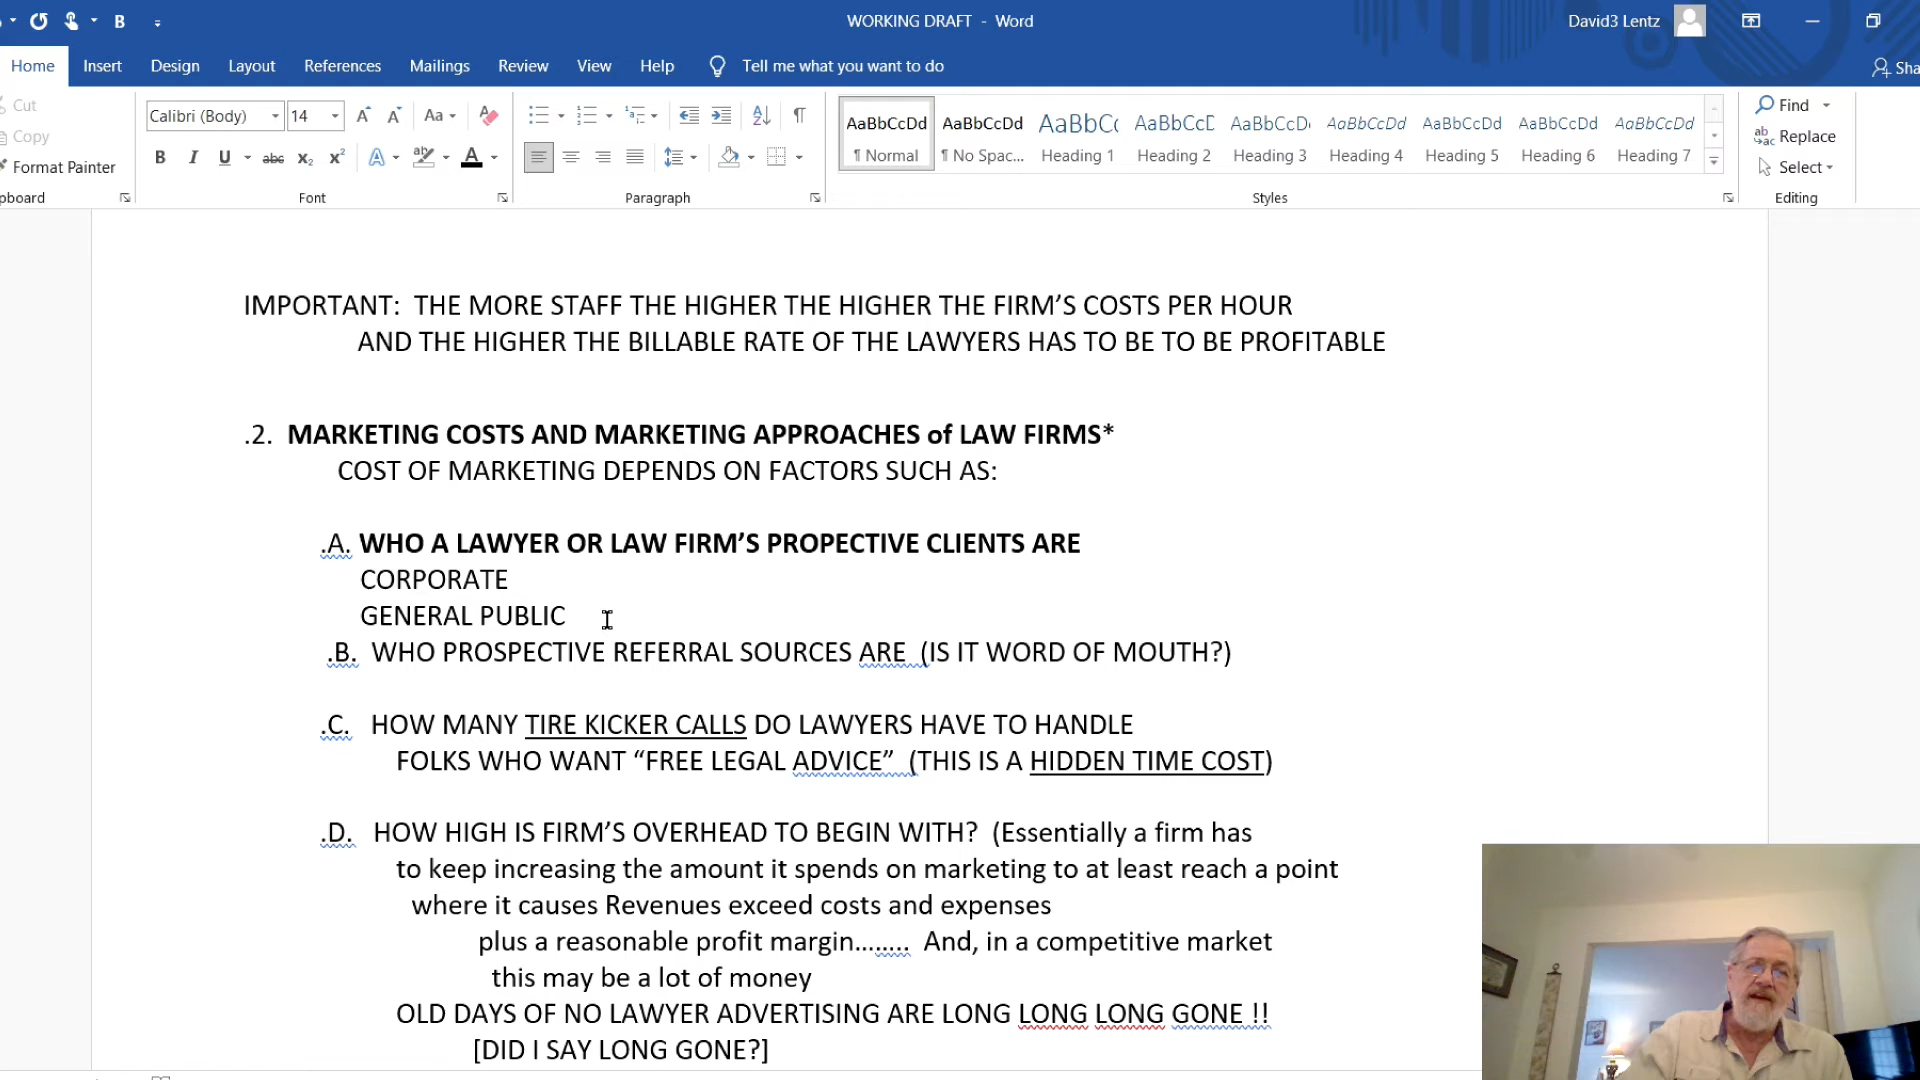 WORKING DRAFT - Word
David3 Lentz
Home Insert Design Layout References Mailings Review View Help Tell me what you want to do
Cut
Copy
Format Painter
Calibri (Body) 14
Aa
AaBbCcDd AaBbCcDd AaBbCc AaBbCcD AaBbCcDd AaBbCcDd AaBbCcDd AaBbCcDd AaBbCcDd
¶ Normal ¶ No Spac... Heading 1 Heading 2 Heading 3 Heading 4 Heading 5 Heading 6 Heading 7
Find
Replace
Select
Font Paragraph Styles Editing
IMPORTANT: THE MORE STAFF THE HIGHER THE HIGHER THE FIRM’S COSTS PER HOUR
AND THE HIGHER THE BILLABLE RATE OF THE LAWYERS HAS TO BE TO BE PROFITABLE
.2. MARKETING COSTS AND MARKETING APPROACHES of LAW FIRMS*
COST OF MARKETING DEPENDS ON FACTORS SUCH AS:
.A. WHO A LAWYER OR LAW FIRM’S PROPECTIVE CLIENTS ARE
CORPORATE
GENERAL PUBLIC
.B. WHO PROSPECTIVE REFERRAL SOURCES ARE (IS IT WORD OF MOUTH?)
.C. HOW MANY TIRE KICKER CALLS DO LAWYERS HAVE TO HANDLE
FOLKS WHO WANT “FREE LEGAL ADVICE” (THIS IS A HIDDEN TIME COST)
.D. HOW HIGH IS FIRM’S OVERHEAD TO BEGIN WITH? (Essentially a firm has
to keep increasing the amount it spends on marketing to at least reach a point
where it causes Revenues exceed costs and expenses
plus a reasonable profit margin…….. And, in a competitive market
this may be a lot of money
OLD DAYS OF NO LAWYER ADVERTISING ARE LONG LONG LONG GONE !!
[DID I SAY LONG GONE?]